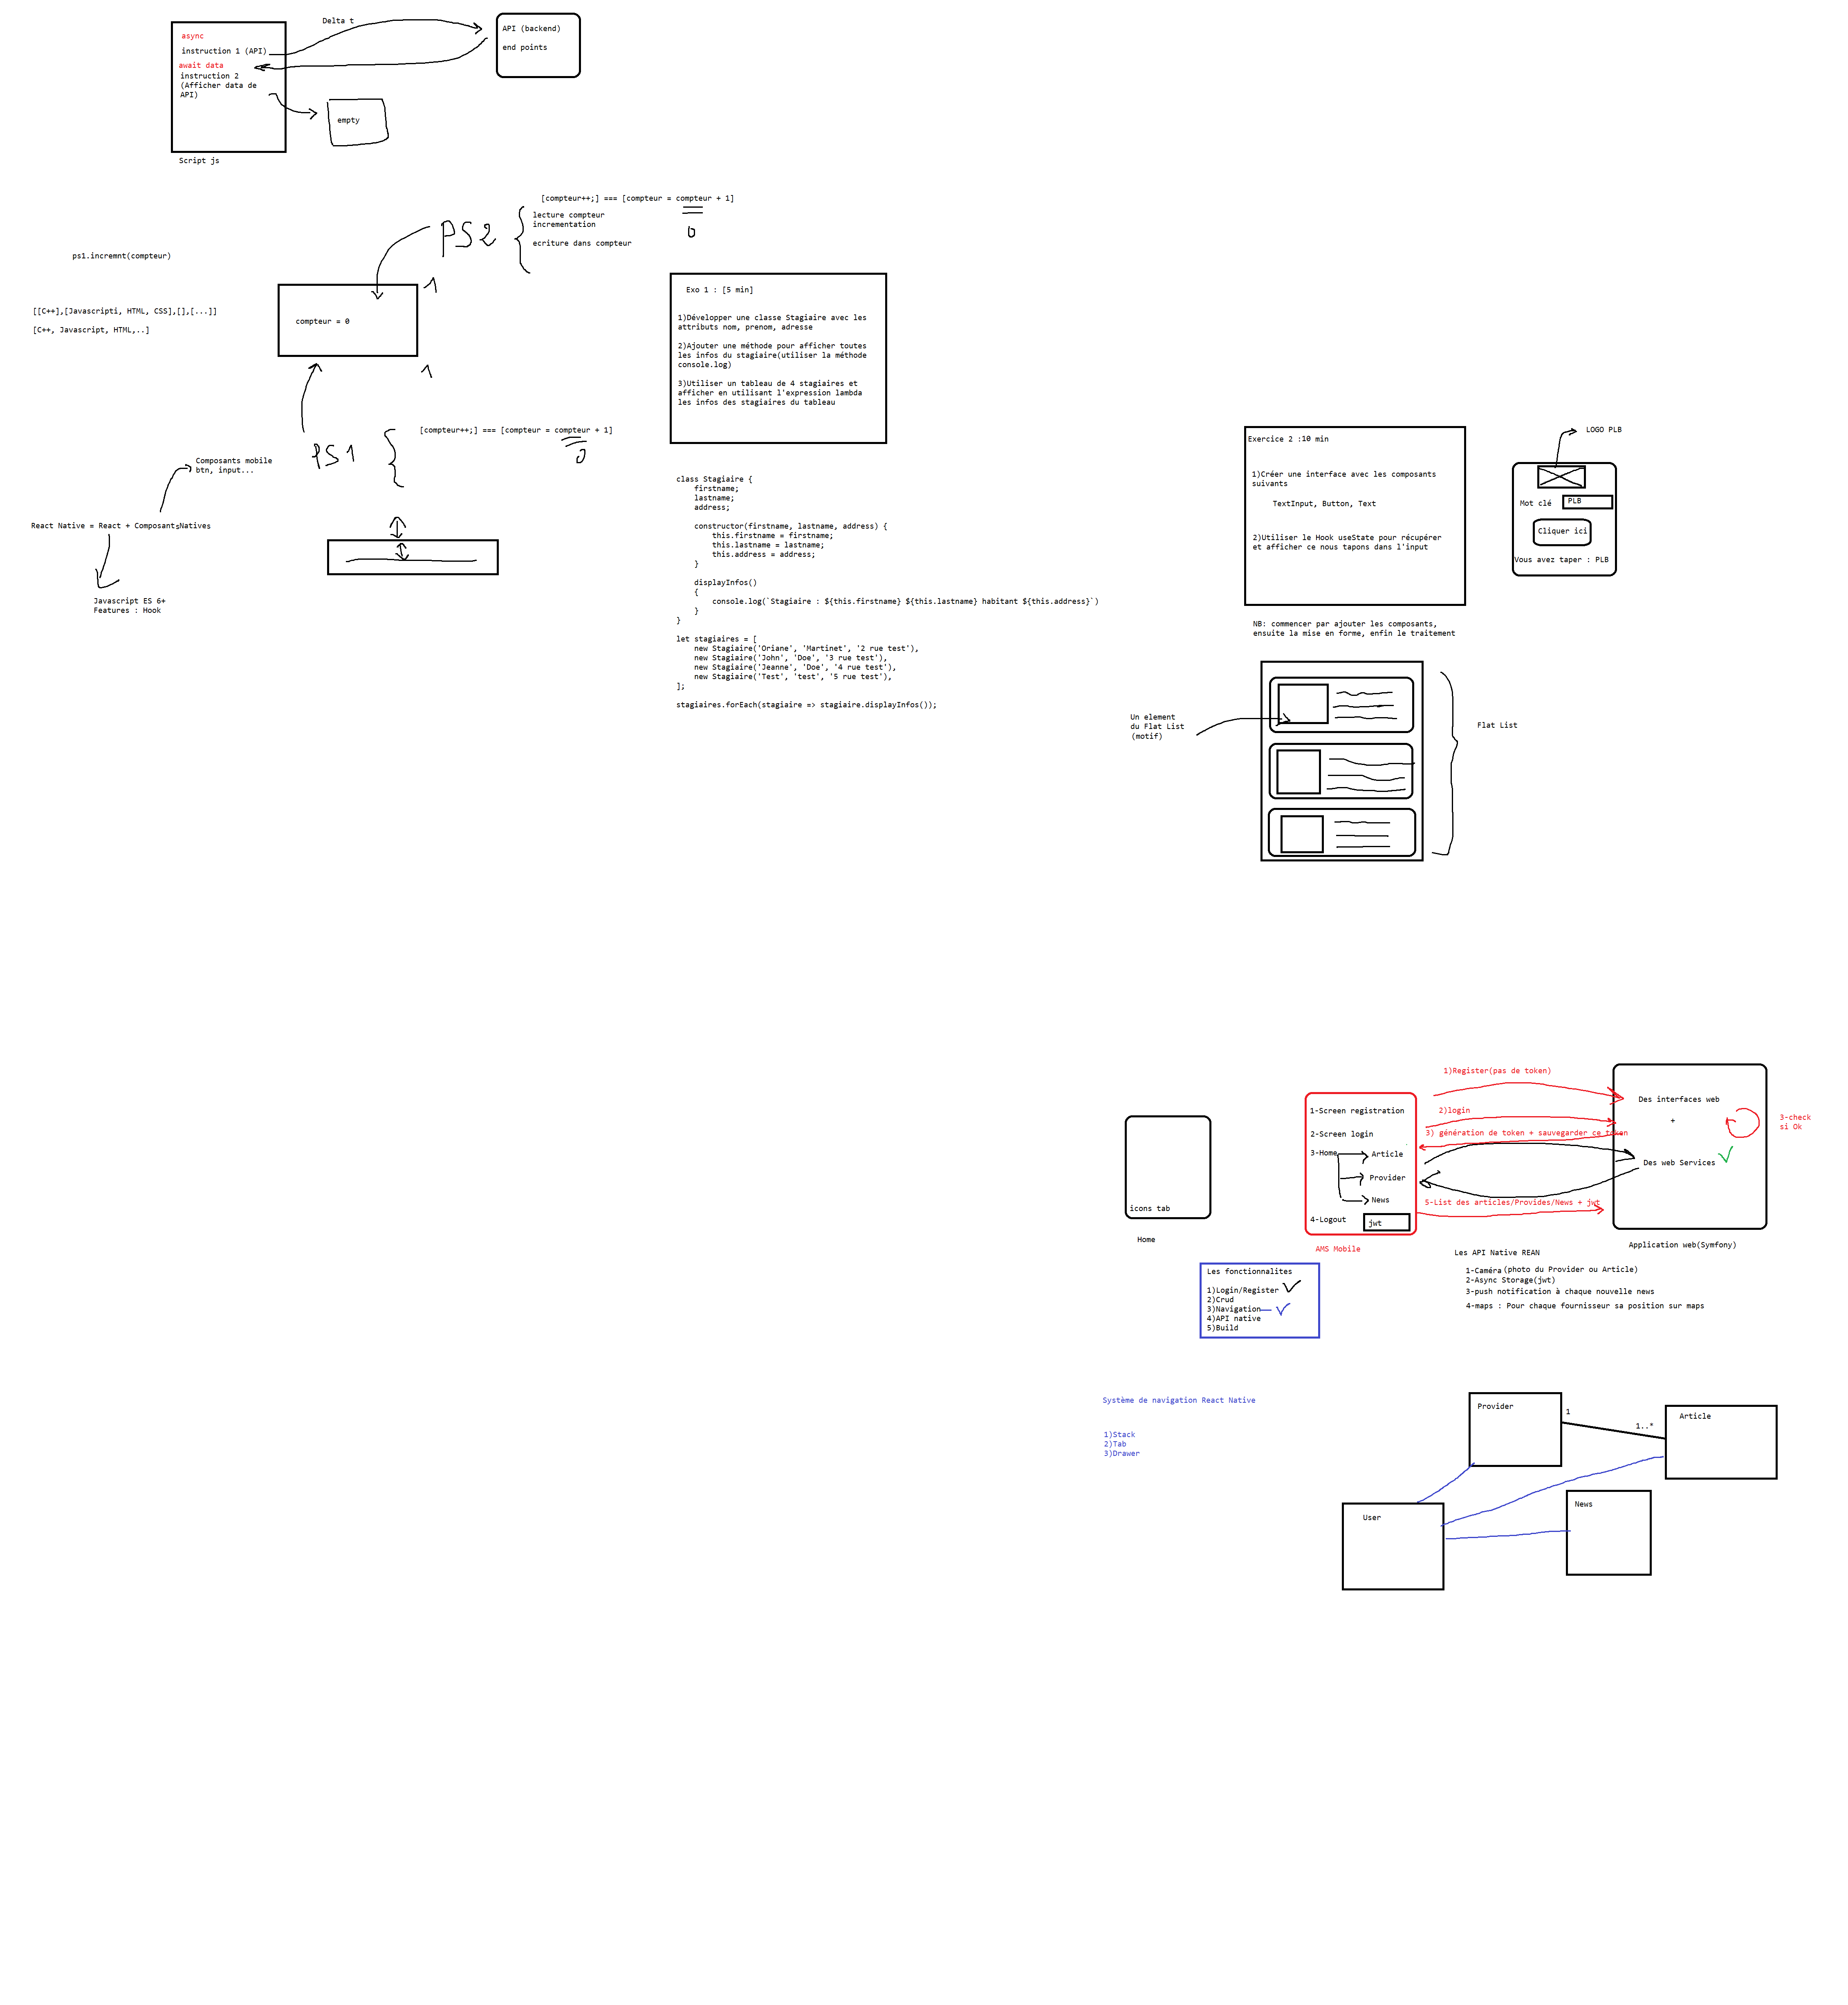 Delta t
async
instruction 1 (API)
await data
instruction 2
(Afficher data de
API)
Script js
API (backend)
end points
empty
[compteur++;] === [compteur = compteur + 1]
0
PS2
lecture compteur
incrementation
ecriture dans compteur
ps1.incremnt(compteur)
[[C++],[Javascripti, HTML, CSS],[],[...]]
[C++, Javascript, HTML,..]
compteur = 0
1
1
PS1
[compteur++;] === [compteur = compteur + 1]
0
Composants mobile
btn, input...
React Native = React + ComposantsNatives
Javascript ES 6+
Features : Hook
Exo 1 : [5 min]
1)Développer une classe Stagiaire avec les
attributs nom, prenom, adresse
2)Ajouter une méthode pour afficher toutes
les infos du stagiaire(utiliser la méthode
console.log)
3)Utiliser un tableau de 4 stagiaires et
afficher en utilisant l'expression lambda
les infos des stagiaires du tableau
class Stagiaire {
firstname;
lastname;
address;
constructor(firstname, lastname, address) {
this.firstname = firstname;
this.lastname = lastname;
this.address = address;
}
displayInfos()
{
console.log(`Stagiaire : ${this.firstname} ${this.lastname} habitant ${this.address}`)
}
}
let stagiaires = [
new Stagiaire('Oriane', 'Martinet', '2 rue test'),
new Stagiaire('John', 'Doe', '3 rue test'),
new Stagiaire('Jeanne', 'Doe', '4 rue test'),
new Stagiaire('Test', 'test', '5 rue test'),
];
stagiaires.forEach(stagiaire => stagiaire.displayInfos());
Exercice 2 :10 min
1)Créer une interface avec les composants
suivants
TextInput, Button, Text
2)Utiliser le Hook useState pour récupérer
et afficher ce nous tapons dans l'input
NB: commencer par ajouter les composants,
ensuite la mise en forme, enfin le traitement
LOGO PLB
Mot clé
PLB
Cliquer ici
Vous avez taper : PLB
Un element
du Flat List
(motif)
Flat List
icons tab
Home
1-Screen registration
2-Screen login
3-Home
Article
Provider
News
4-Logout
jwt
AMS Mobile
1)Register(pas de token)
2)login
3) génération de token + sauvegarder ce token
5-List des articles/Provides/News + jwt
Des interfaces web
+
Des web Services
3-check
si Ok
Application web(Symfony)
Les fonctionnalites
1)Login/Register
2)Crud
3)Navigation
4)API native
5)Build
Les API Native REAN
1-Caméra (photo du Provider ou Article)
2-Async Storage(jwt)
3-push notification à chaque nouvelle news
4-maps : Pour chaque fournisseur sa position sur maps
Système de navigation React Native
1)Stack
2)Tab
3)Drawer
Provider
1
1..*
Article
User
News